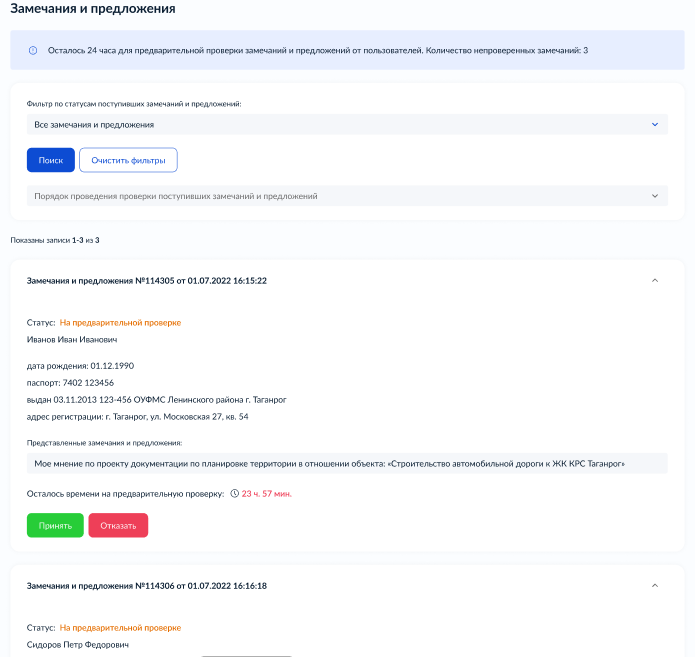 Замечания и предложения
Осталось 24 часа для предварительной проверки замечаний и предложений от пользователей. Количество непроверенных замечаний: 3
Фильтр по статусам поступивших замечаний и предложений:
Все замечания и предложения
Поиск
Очистить фильтры
Порядок проведения проверки поступивших замечаний и предложений
Показаны записи 1-3 из 3
Замечания и предложения №114305 от 01.07.2022 16:15:22
Статус: На предварительной проверке
Иванов Иван Иванович
дата рождения: 01.12.1990
паспорт: 7402 123456
выдан 03.11.2013 123-456 ОУФМС Ленинского района г. Таганрог
адрес регистрации: г. Таганрог, ул. Московская 27, кв. 54
Представленные замечания и предложения:
Мое мнение по проекту документации по планировке территории в отношении объекта: «Строительство автомобильной дороги к ЖК КРС Таганрог»
Осталось времени на предварительную проверку: 23 ч. 57 мин.
Принять
Отказать
Замечания и предложения №114306 от 01.07.2022 16:16:18
Статус: На предварительной проверке
Сидоров Петр Федорович